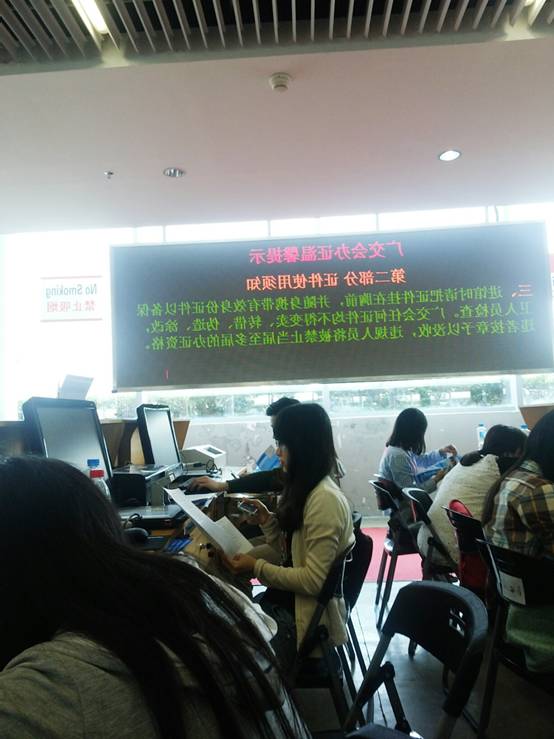 广交会办证温馨提示
第二部分 证件使用须知
三、进馆时请把证件挂在胸前，并随身携带有效身份证件以备保
卫人员检查。广交会任何证件均不得变卖、转借、伪造、涂改，
违者按章予以没收，违规人员将被禁止当届至多届的办证资格。
No Smoking
禁止吸烟